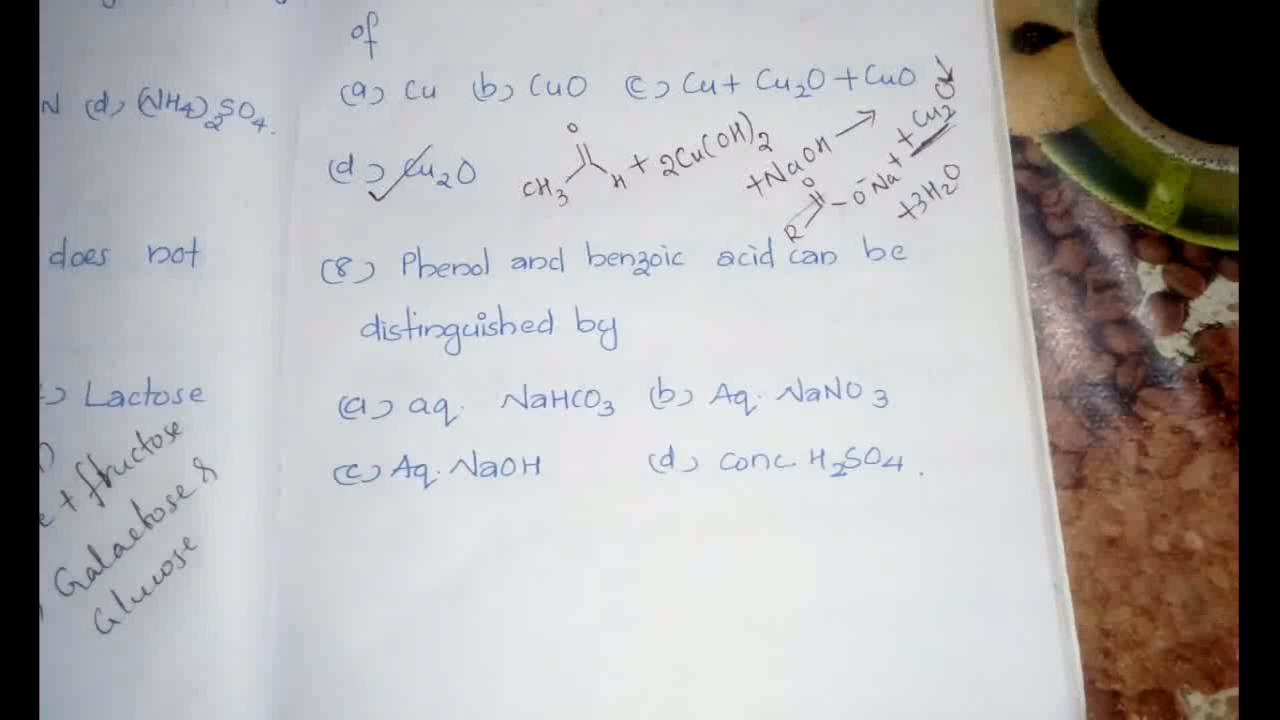 of
(a) Cu (b) CuO (c) Cu + Cu₂O + CuO
(d) Cu₂O
CH₃ O H + 2Cu(OH)₂ + NaOH → R O - O⁻Na⁺ + Cu₂O↓ + 3H₂O
(8) Phenol and benzoic acid can be
distinguished by
(a) aq. NaHCO₃ (b) Aq. NaNO₃
(c) Aq. NaOH (d) conc. H₂SO₄.
N (d) (NH₄)₂SO₄.
does not
) Lactose
+ fructose
Galactose &
Glucose